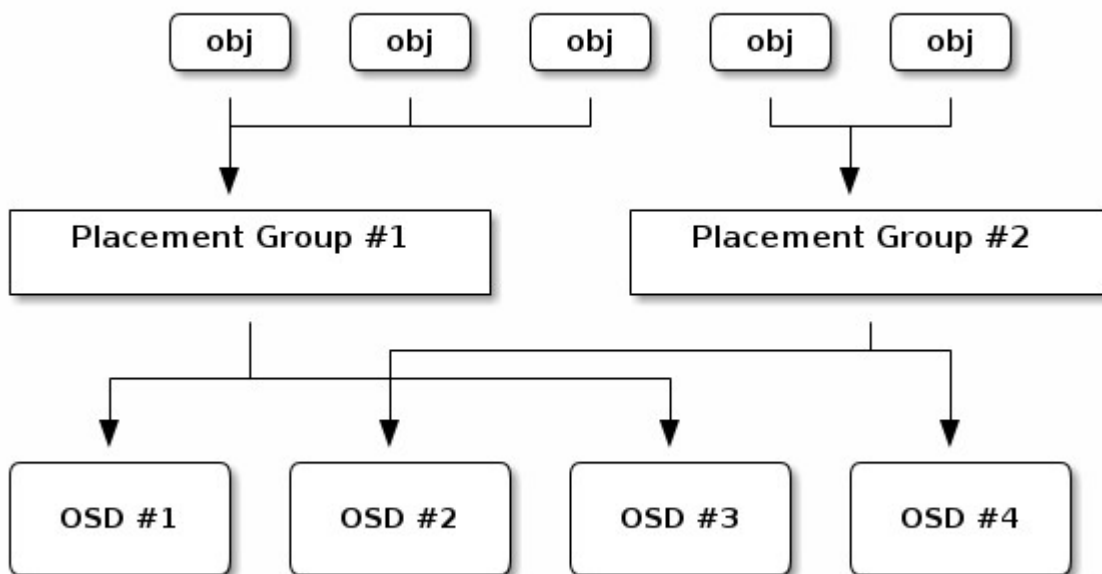 obj
obj
obj
obj
obj
Placement Group #1
Placement Group #2
OSD #1
OSD #2
OSD #3
OSD #4